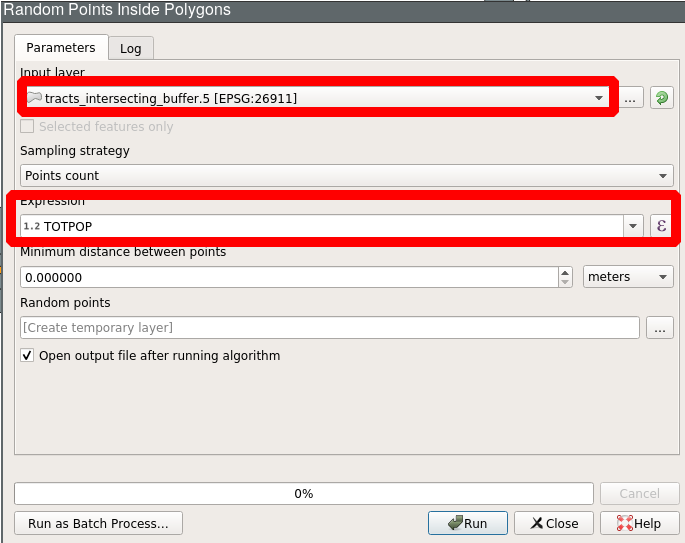 Random Points Inside Polygons
Parameters
Log
Input layer
tracts_intersecting_buffer.5 [EPSG:26911]
...
Selected features only
Sampling strategy
Points count
Expression
1.2 TOTPOP
ε
Minimum distance between points
0.000000
meters
Random points
[Create temporary layer]
...
Open output file after running algorithm
0%
Cancel
Run as Batch Process...
Run
Close
Help